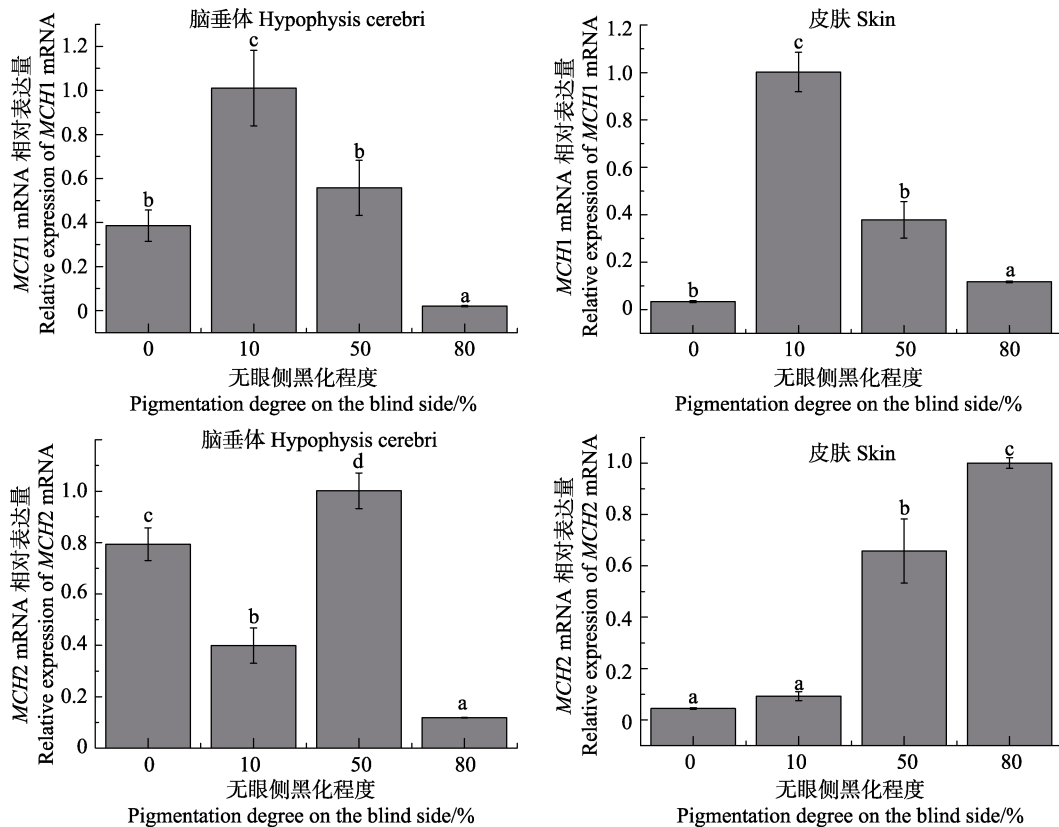 脑垂体 Hypophysis cerebri
MCH1 mRNA 相对表达量
Relative expression of MCH1 mRNA
1.2
1.0
0.8
0.6
0.4
0.2
0
b
c
b
a
0 10 50 80
无眼侧黑化程度
Pigmentation degree on the blind side/%
皮肤 Skin
MCH1 mRNA 相对表达量
Relative expression of MCH1 mRNA
1.2
1.0
0.8
0.6
0.4
0.2
0
b
c
b
a
0 10 50 80
无眼侧黑化程度
Pigmentation degree on the blind side/%
脑垂体 Hypophysis cerebri
MCH2 mRNA 相对表达量
Relative expression of MCH2 mRNA
1.0
0.8
0.6
0.4
0.2
0
c
b
d
a
0 10 50 80
无眼侧黑化程度
Pigmentation degree on the blind side/%
皮肤 Skin
MCH2 mRNA 相对表达量
Relative expression of MCH2 mRNA
1.0
0.8
0.6
0.4
0.2
0
a
a
b
c
0 10 50 80
无眼侧黑化程度
Pigmentation degree on the blind side/%